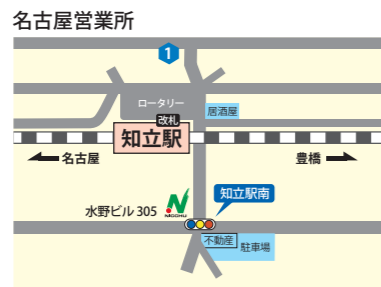 名古屋営業所
1
ロータリー
改札
居酒屋
知立駅
名古屋
豊橋
知立駅南
水野ビル 305
NICCHU
不動産
駐車場